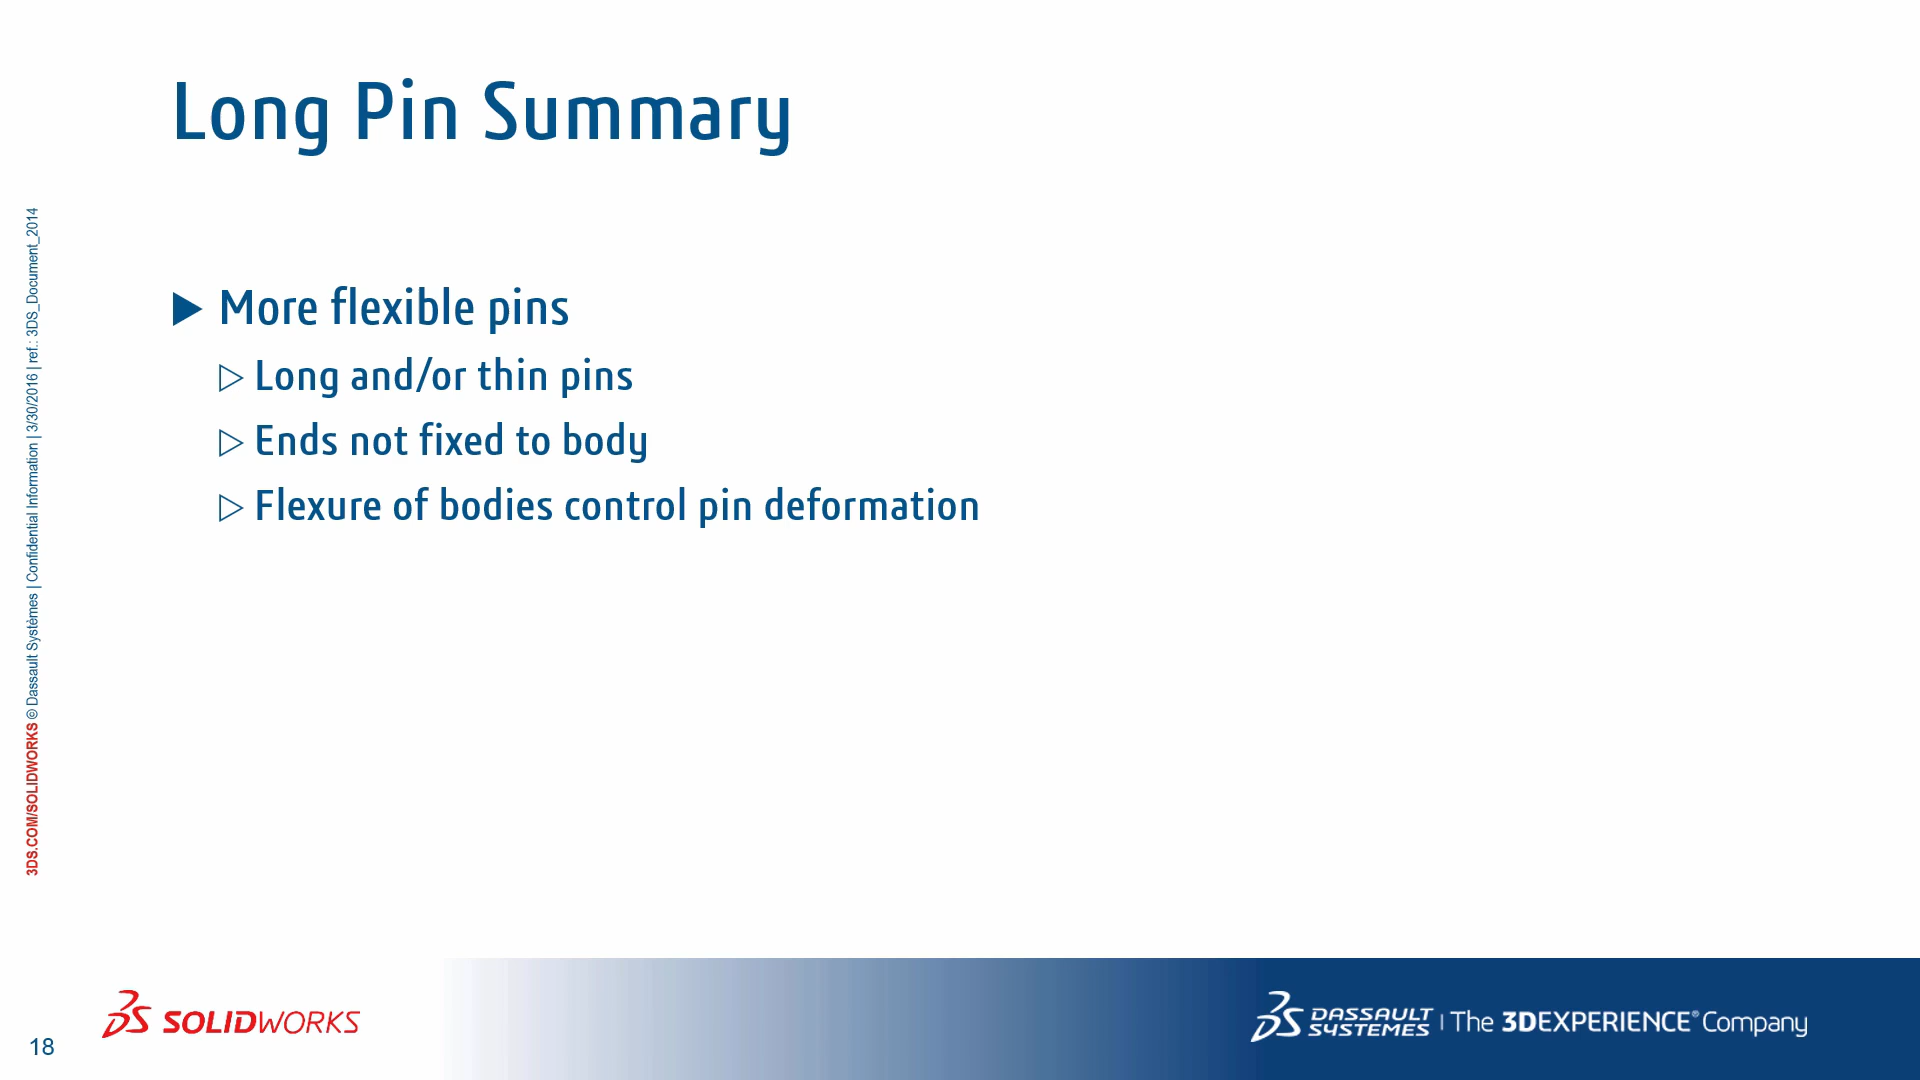 Long Pin Summary
More flexible pins
Long and/or thin pins
Ends not fixed to body
Flexure of bodies control pin deformation
3DS.COM/SOLIDWORKS © Dassault Systèmes | Confidential Information | 3/30/2016 | ref.: 3DS_Document_2014
18
SOLIDWORKS
DASSAULT SYSTEMES | The 3DEXPERIENCE® Company